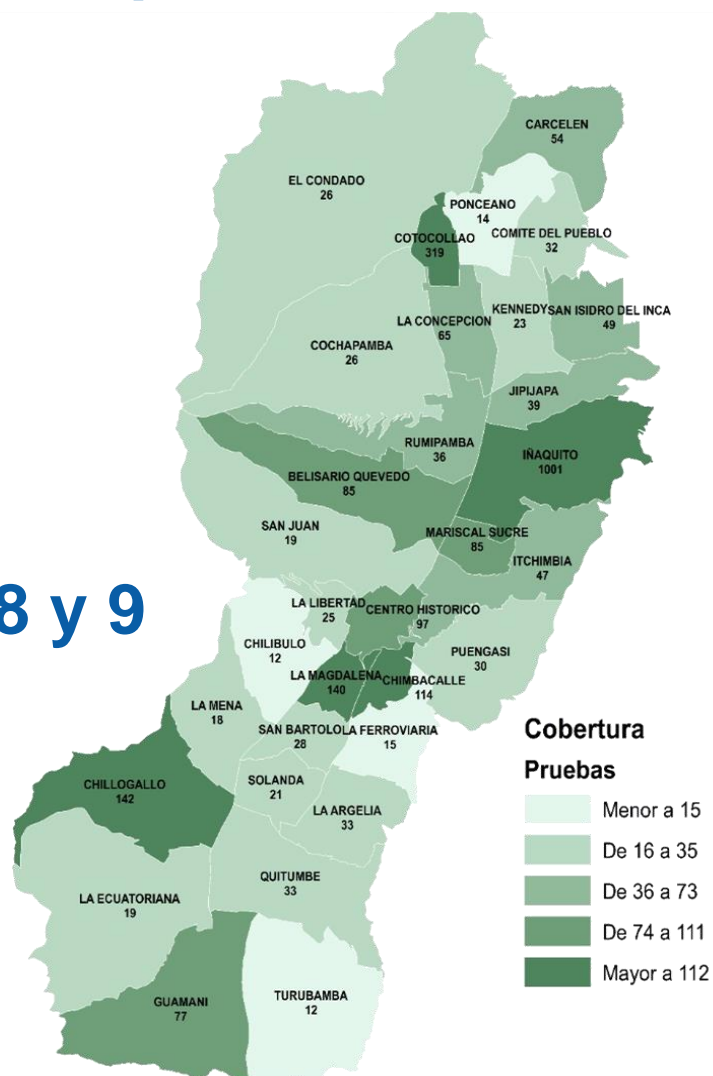 CARCELEN
54
EL CONDADO
26
PONCEANO
14
COTOCOLLAO
319
COMITE DEL PUEBLO
32
LA CONCEPCION
65
KENNEDY
23
SAN ISIDRO DEL INCA
49
COCHAPAMBA
26
JIPIJAPA
39
RUMIPAMBA
36
IÑAQUITO
1001
BELISARIO QUEVEDO
85
SAN JUAN
19
MARISCAL SUCRE
85
ITCHIMBIA
47
8 y 9
LA LIBERTAD
25
CENTRO HISTORICO
97
CHILIBULO
12
PUENGASI
30
LA MAGDALENA
140
CHIMBACALLE
114
LA MENA
18
SAN BARTOLO
28
LA FERROVIARIA
15
CHILLOGALLO
142
SOLANDA
21
LA ARGELIA
33
QUITUMBE
33
LA ECUATORIANA
19
GUAMANI
77
TURUBAMBA
12
Cobertura
Pruebas
Menor a 15
De 16 a 35
De 36 a 73
De 74 a 111
Mayor a 112